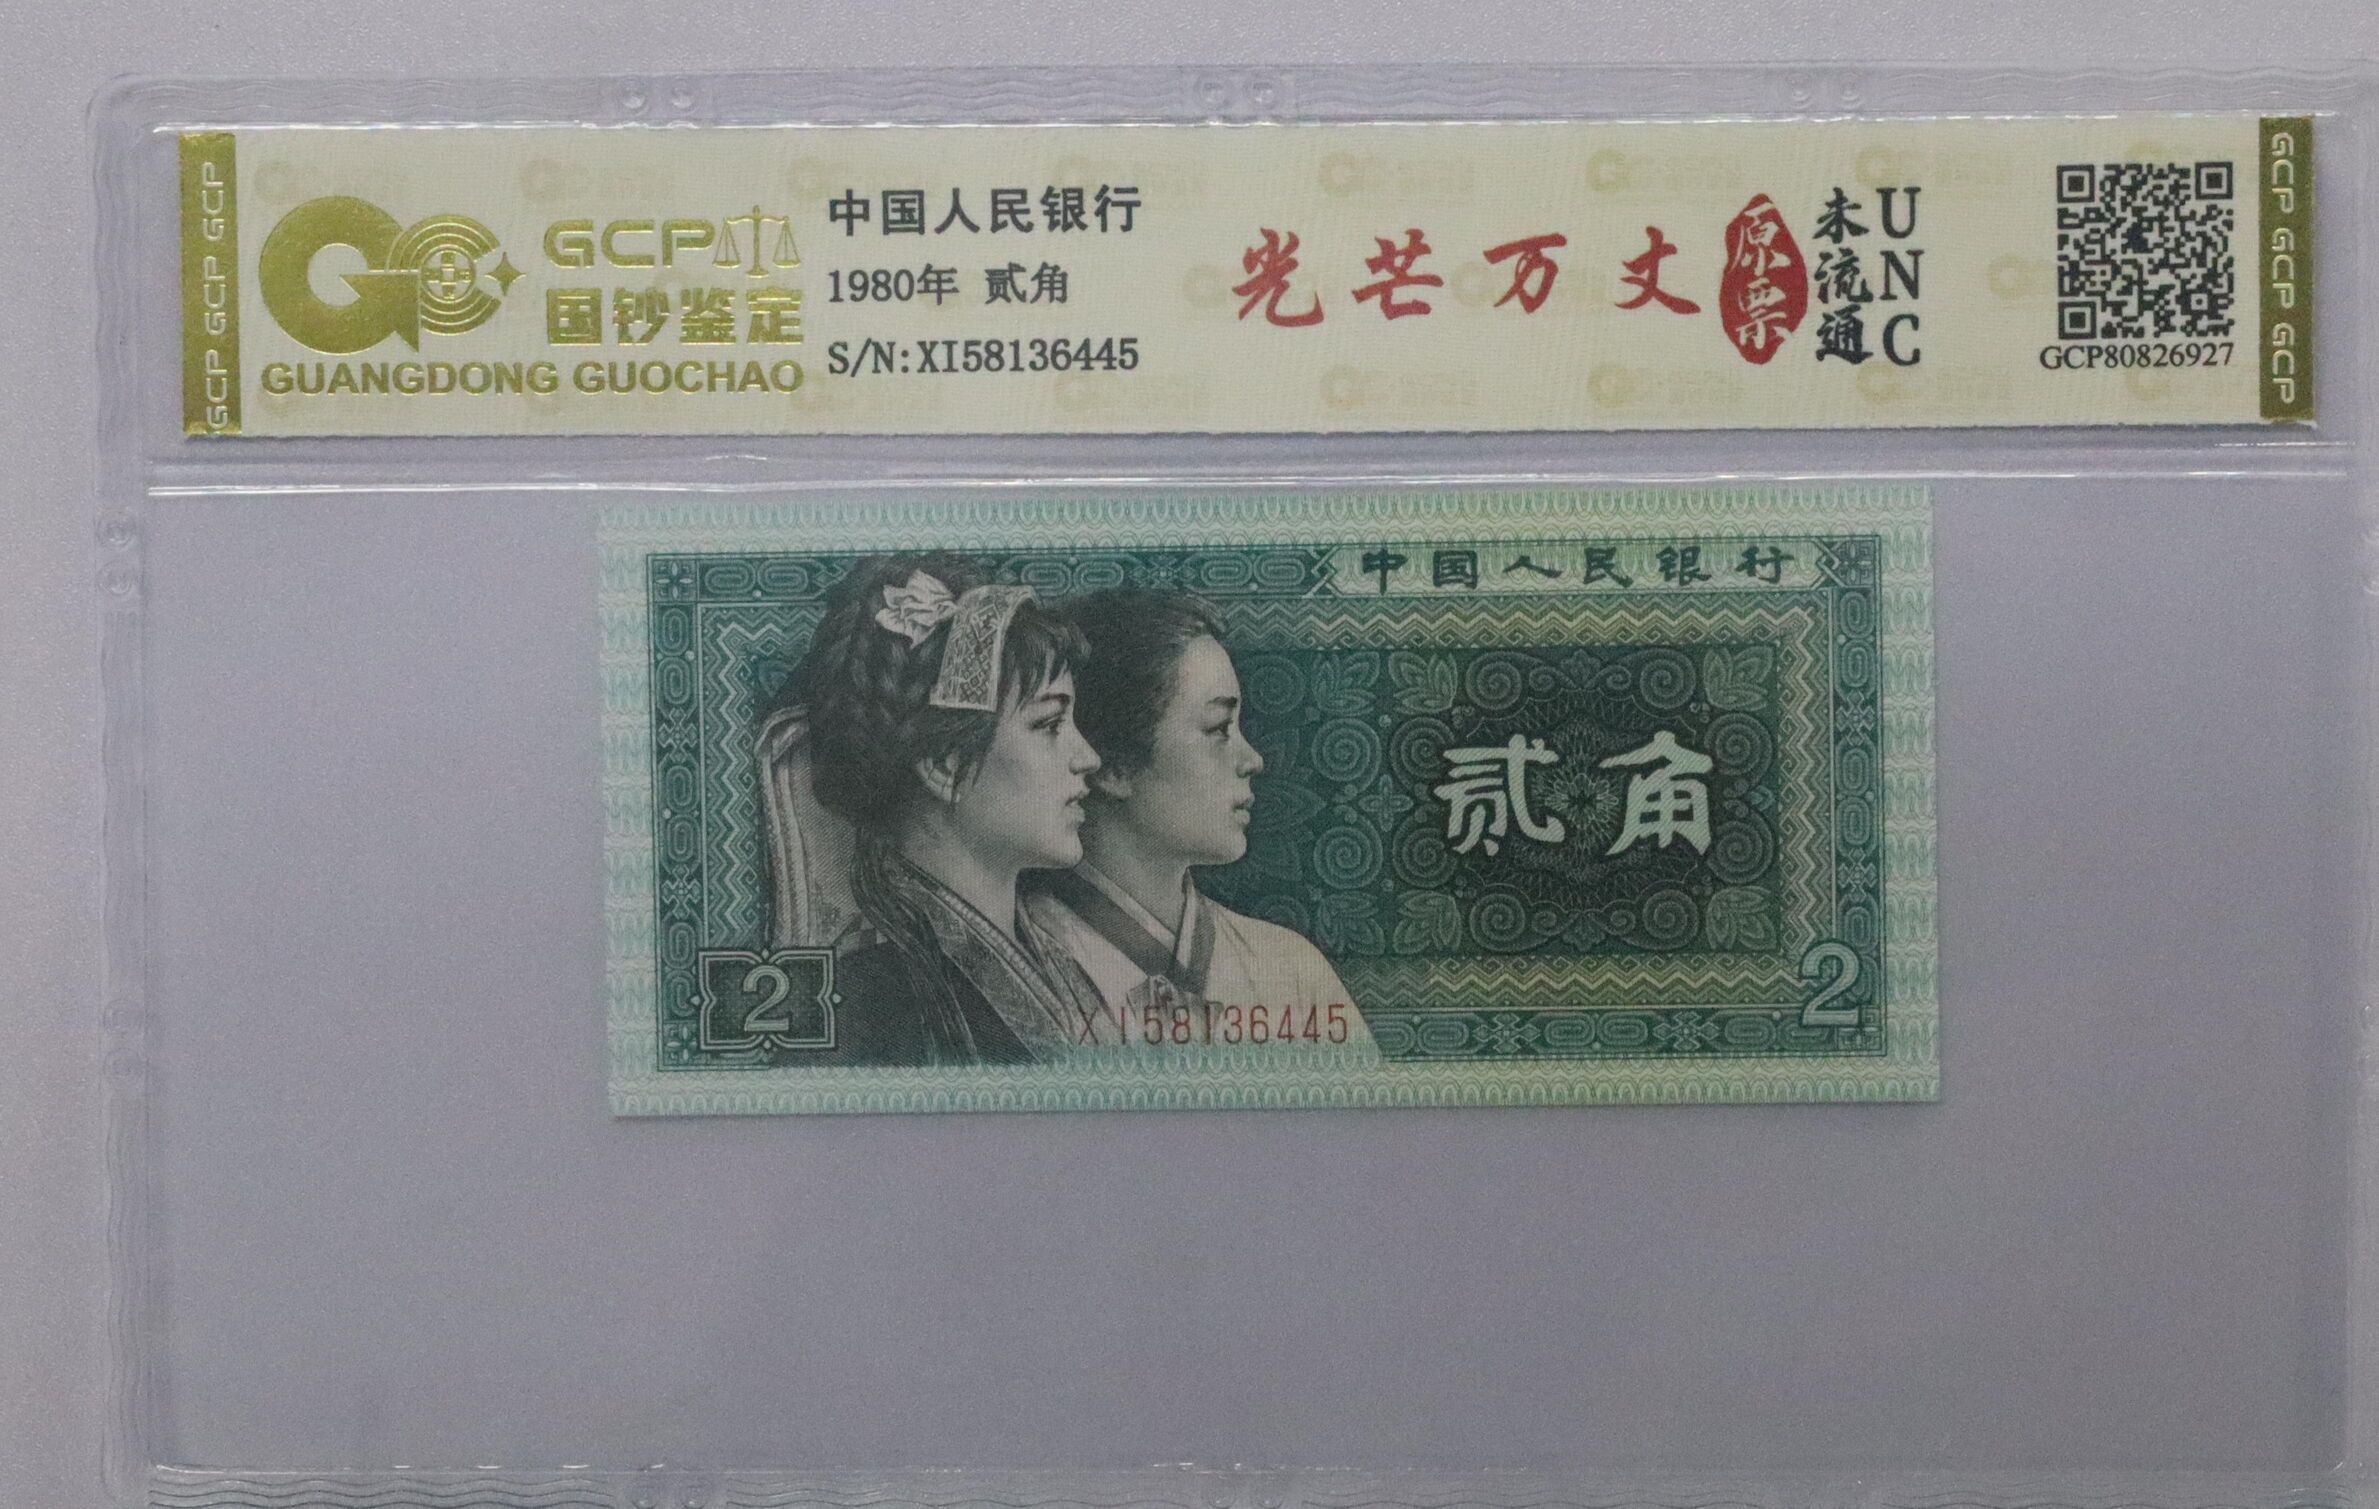 GCP GCP GCP
GCP
国钞鉴定
GUANGDONG GUOCHAO
中国人民银行
1980年 贰角
S/N:XI58136445
光芒万丈
原票
未流通
UNC
GCP80826927
GCP GCP GCP
中国人民银行
贰角
2
XI58136445
2